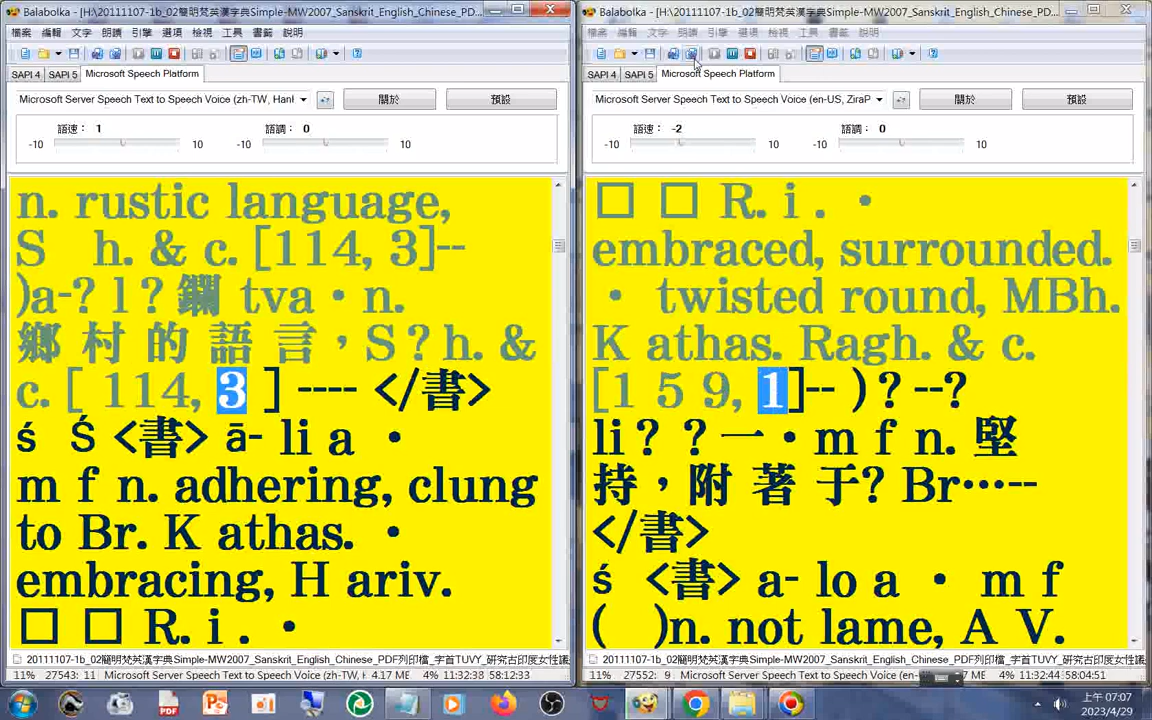 Balabolka - [H:\20111107-1b_02簡明梵英漢字典Simple-MW2007_Sanskrit_English_Chinese_PD...
檔案 編輯 文字 朗讀 引擎 選項 檢視 工具 書籤 說明
SAPI 4 SAPI 5 Microsoft Speech Platform
Microsoft Server Speech Text to Speech Voice (zh-TW, Hanl
關於 預設
語速： 1 語調： 0
-10 10 -10 10
n. rustic language,
S h. & c. [114, 3]--
)a-? l ? 鑭 tva • n.
鄉 村 的 語 言，S ? h. &
c. [ 114, 3 ] ---- </書>
ś Ś <書> ā- li a •
m f n. adhering, clung
to Br. K athas. •
embracing, H ariv.
□ □ R. i . •
20111107-1b_02簡明梵英漢字典Simple-MW2007_Sanskrit_English_Chinese_PDF列印檔_字首TUVY_研究古印度女性議
11% 27543: 11 Microsoft Server Speech Text to Speech Voice (zh-TW, 4.17 MB 4% 11:32:38 58:12:33
Balabolka - [H:\20111107-1b_02簡明梵英漢字典Simple-MW2007_Sanskrit_English_Chinese_PD...
檔案 編輯 文字 朗讀 引擎 選項 檢視 工具 書籤 說明
SAPI 4 SAPI 5 Microsoft Speech Platform
Microsoft Server Speech Text to Speech Voice (en-US, ZiraP
關於 預設
語速： -2 語調： 0
-10 10 -10 10
□ □ R. i . •
embraced, surrounded.
• twisted round, MBh.
K athas. Ragh. & c.
[1 5 9, 1]-- ) ? --?
li ? ? 一 • m f n. 堅
持，附 著 于? Br…--
</書>
ś <書> a- lo a • m f
( )n. not lame, A V.
20111107-1b_02簡明梵英漢字典Simple-MW2007_Sanskrit_English_Chinese_PDF列印檔_字首TUVY_研究古印度女性議
11% 27552: 9 Microsoft Server Speech Text to Speech Voice (en-US, 4.17 MB 4% 11:32:44 58:04:51
上午 07:07
2023/4/29